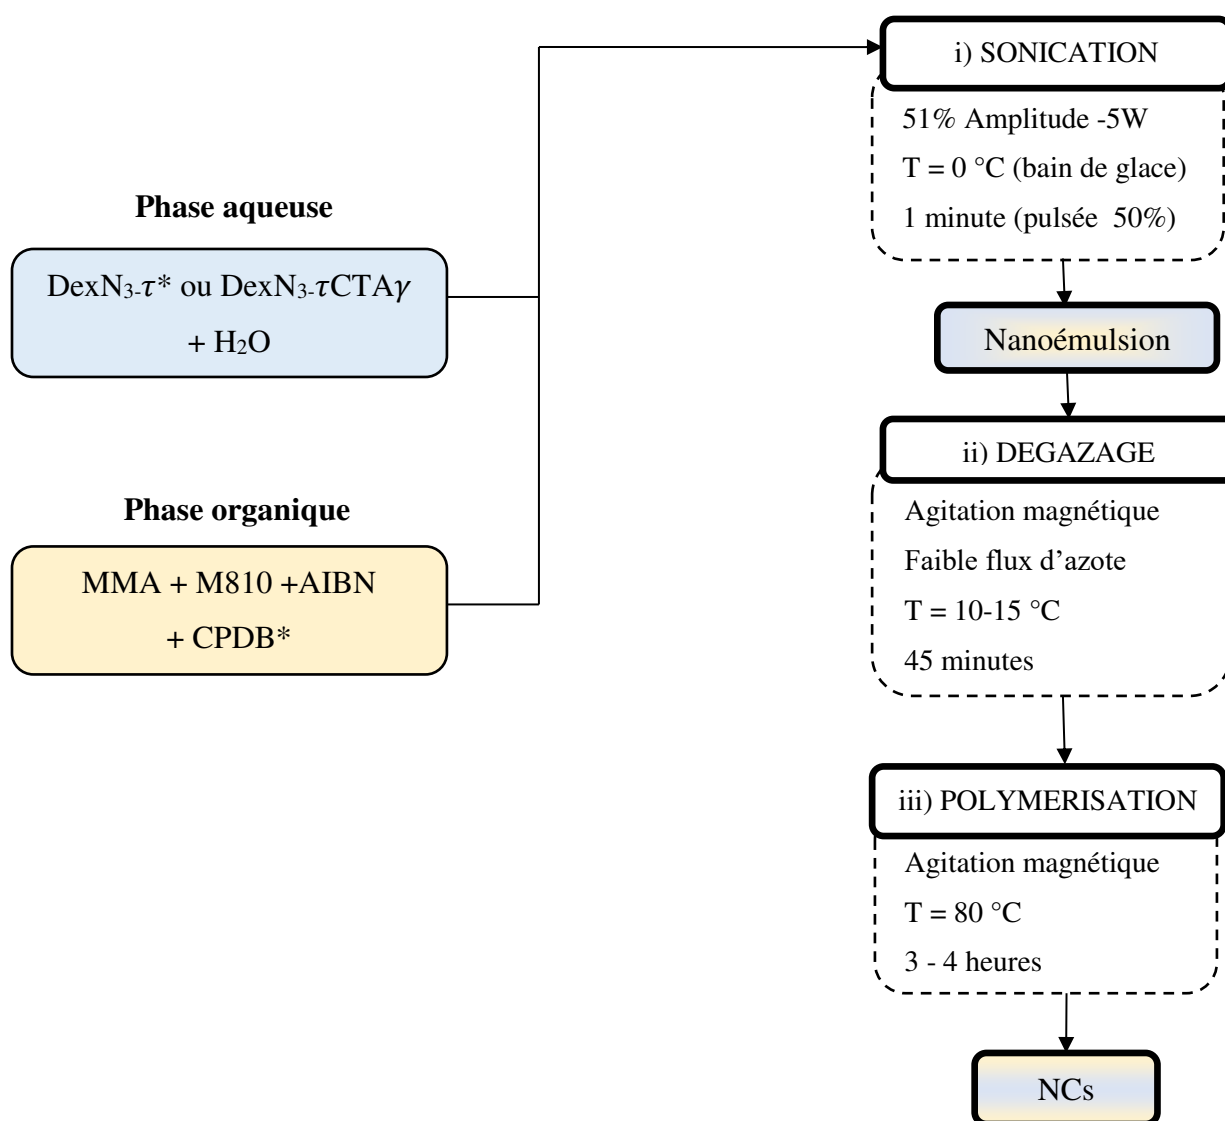 Phase aqueuse
DexN₃-τ* ou DexN₃-τCTAγ
+ H₂O
Phase organique
MMA + M810 +AIBN
+ CPDB*
i) SONICATION
51% Amplitude -5W
T = 0 °C (bain de glace)
1 minute (pulsée 50%)
Nanoémulsion
ii) DEGAZAGE
Agitation magnétique
Faible flux d’azote
T = 10-15 °C
45 minutes
iii) POLYMERISATION
Agitation magnétique
T = 80 °C
3 - 4 heures
NCs